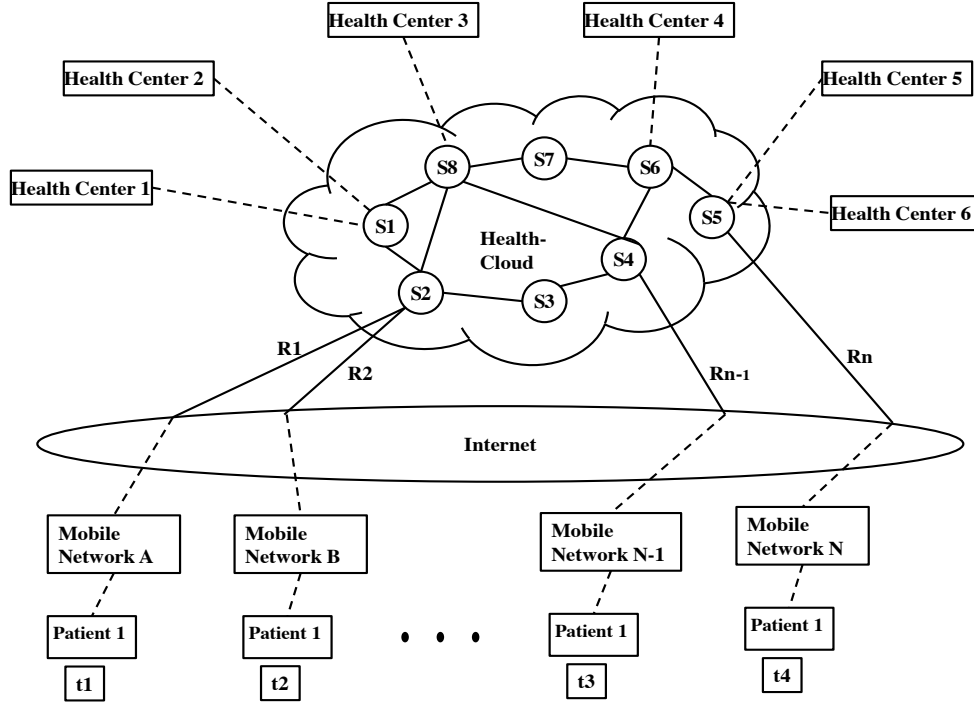 Health Center 3
Health Center 4
Health Center 2
Health Center 5
S7
S8
S6
Health Center 1
Health Center 6
S1
S5
Health-
Cloud
S4
S2
S3
R1
R2
Rn-1
Rn
Internet
Mobile
Network A
Mobile
Network B
Mobile
Network N-1
Mobile
Network N
Patient 1
Patient 1
• • •
Patient 1
Patient 1
t1
t2
t3
t4